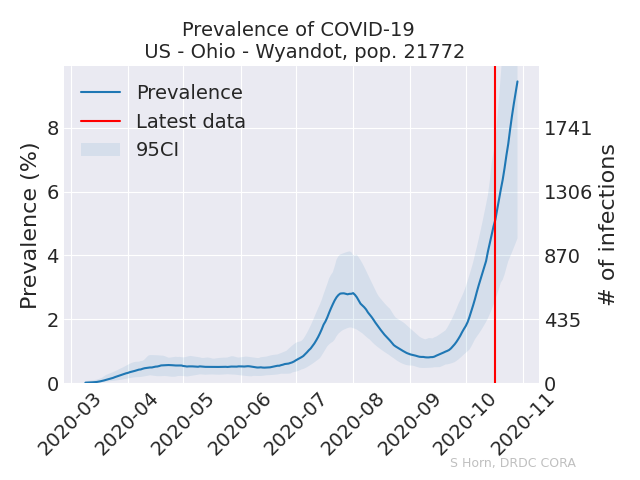 Prevalence of COVID-19
US - Ohio - Wyandot, pop. 21772
Prevalence
Latest data
95CI
Prevalence (%)
8
6
4
2
0
1741
1306
870
435
0
# of infections
2020-03
2020-04
2020-05
2020-06
2020-07
2020-08
2020-09
2020-10
2020-11
S Horn, DRDC CORA